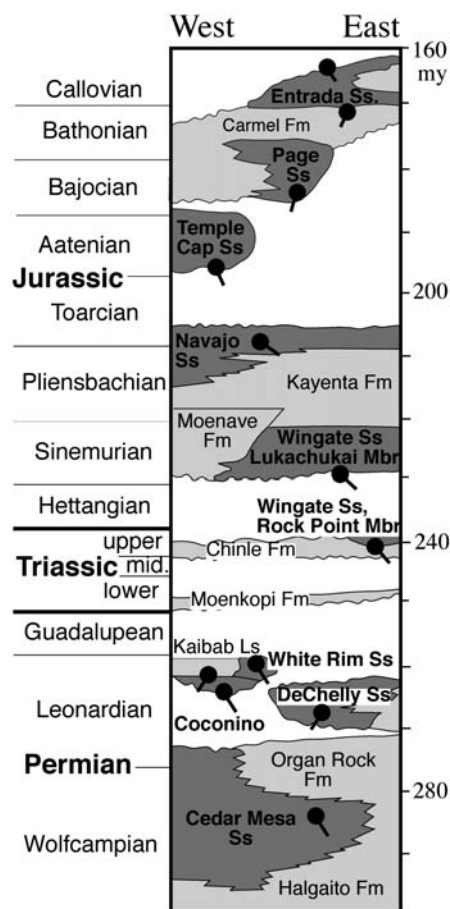 West East
160
my
Callovian
Entrada Ss.
Bathonian
Carmel Fm
Page
Ss
Bajocian
Aatenian
Temple
Cap Ss
Jurassic
200
Toarcian
Navajo
Ss
Pliensbachian
Kayenta Fm
Moenave
Fm
Sinemurian
Wingate Ss
Lukachukai Mbr
Hettangian
Wingate Ss,
Rock Point Mbr
upper
240
Chinle Fm
Triassic mid.
lower
Moenkopi Fm
Guadalupean
Kaibab Ls
White Rim Ss
Leonardian
DeChelly Ss
Coconino
Permian
Organ Rock
Fm
280
Cedar Mesa
Ss
Wolfcampian
Halgaito Fm